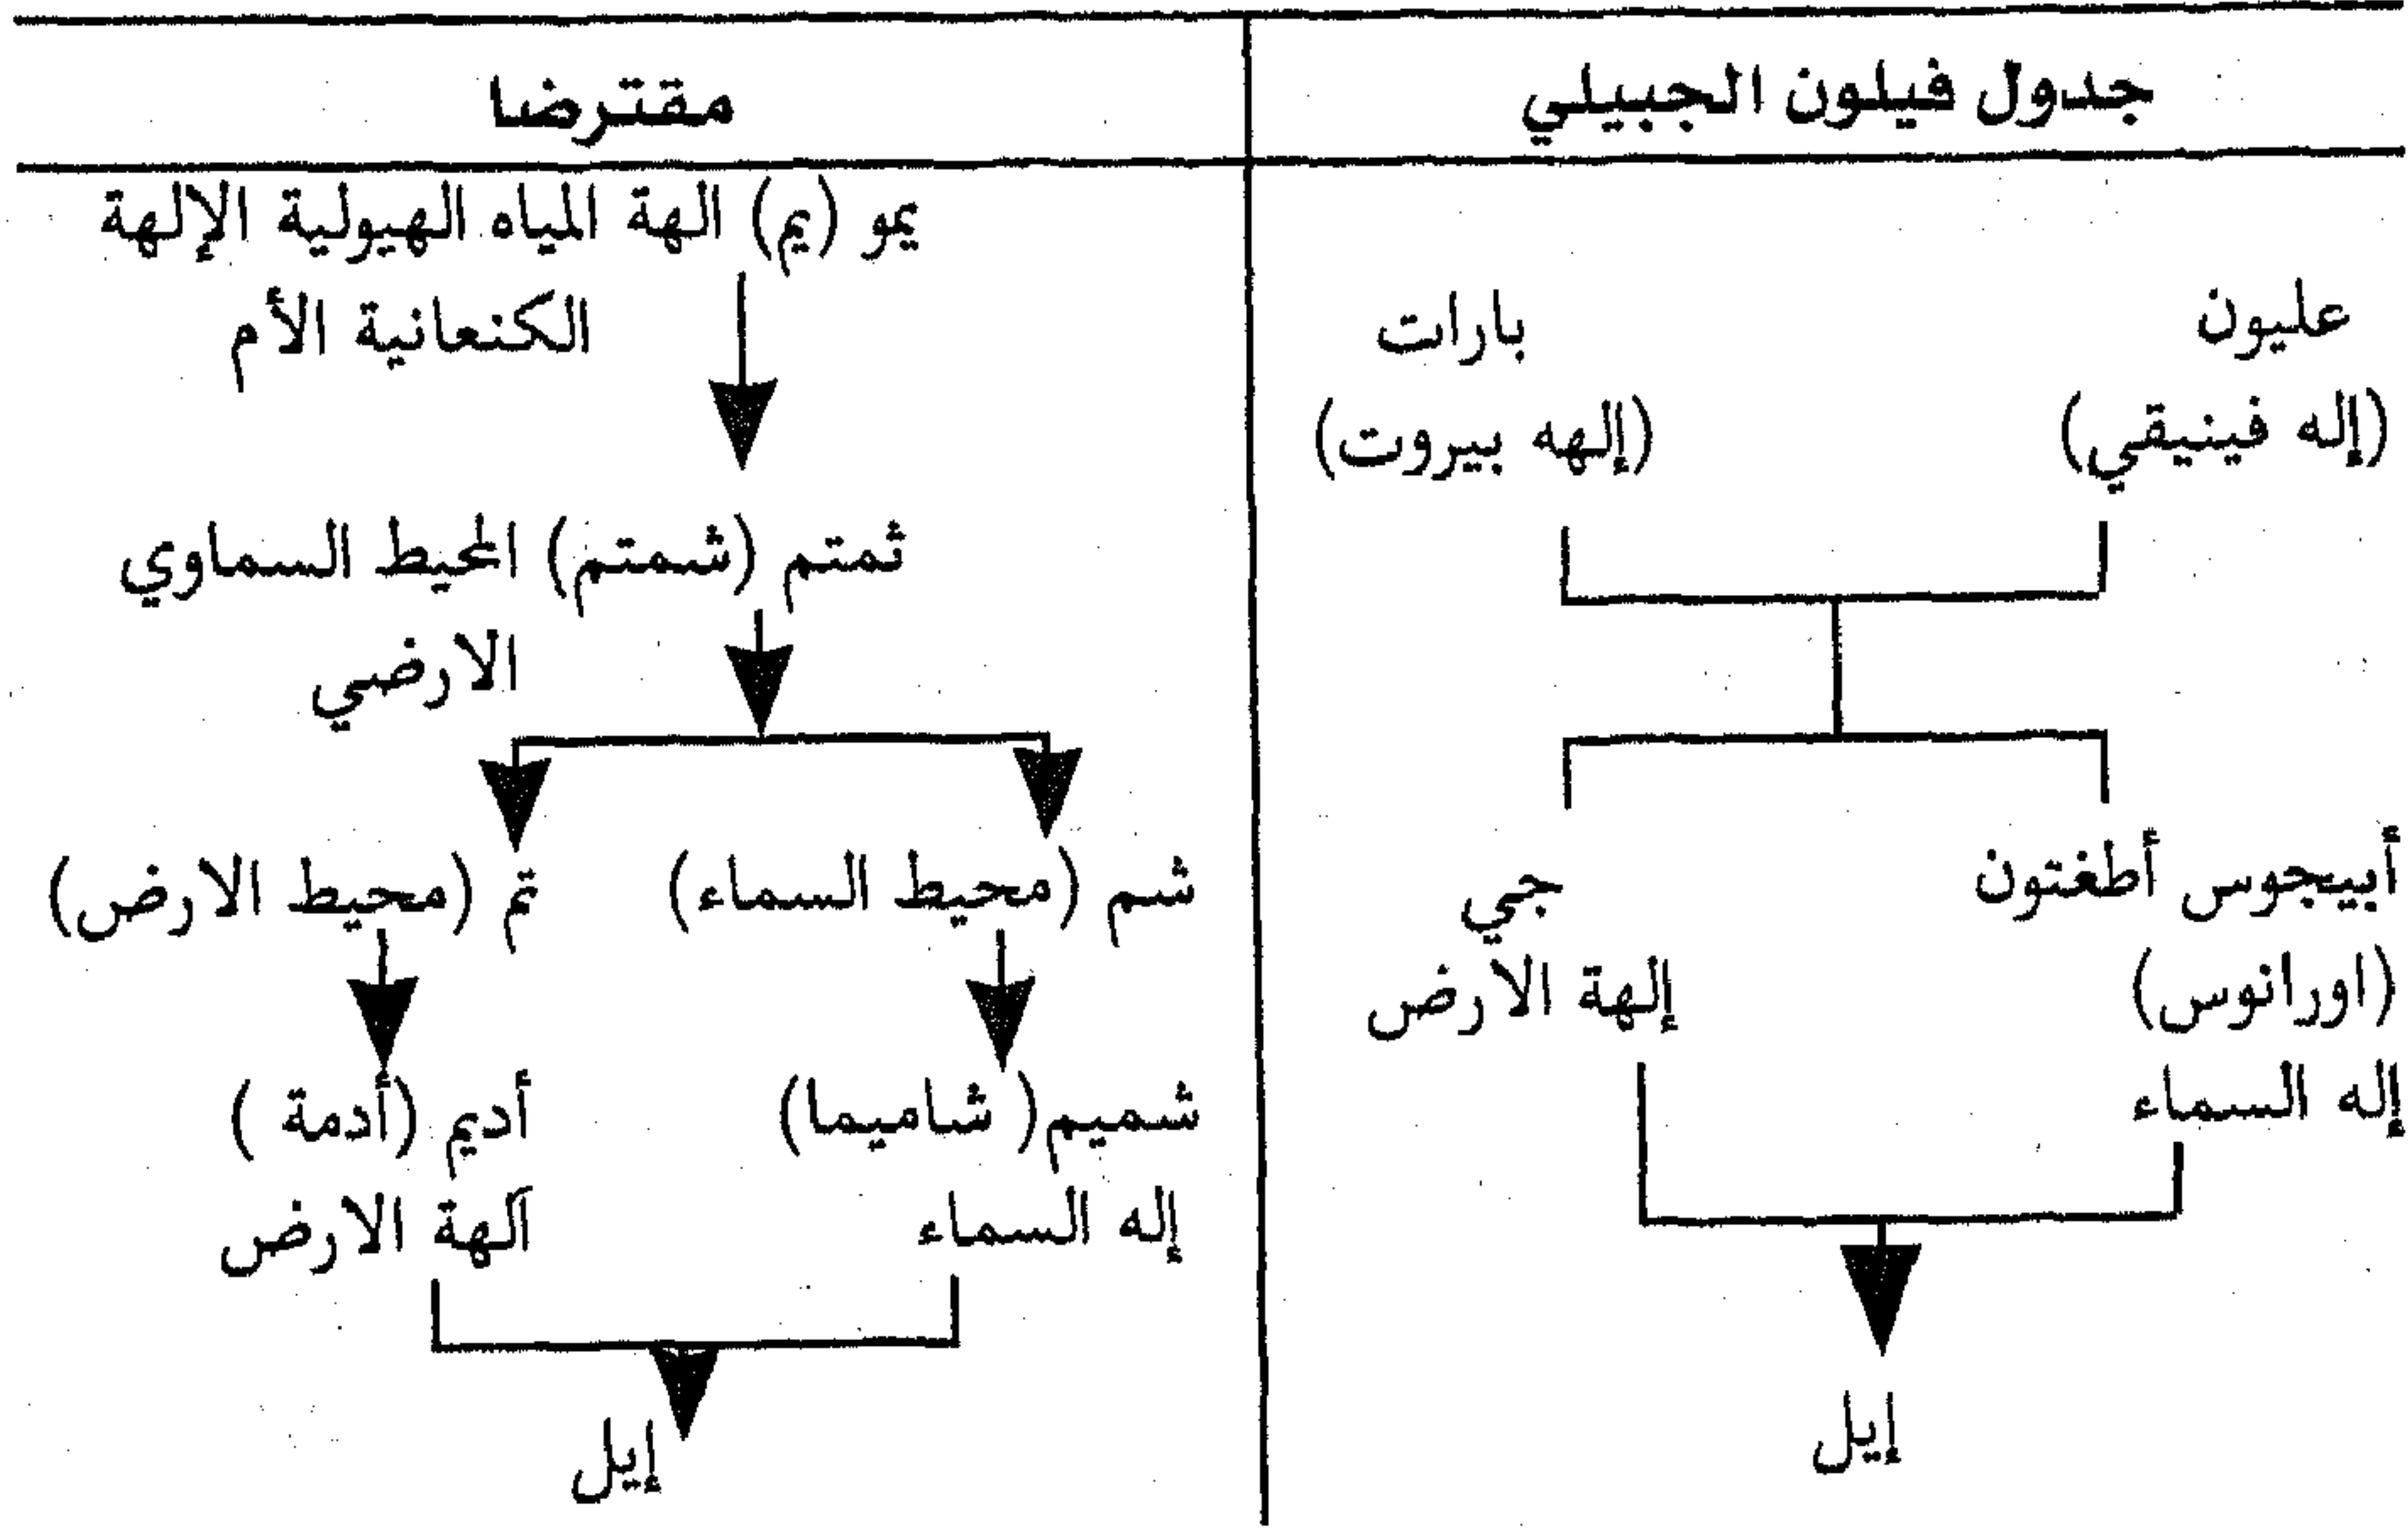 جدول فيلون الجبيلي
عليون
بارات
(إله فينيقي)
(إلهه بيروت)
أبيجوس أطغتون
جي
(اورانوس)
إلهة الارض
إله السماء
إيل
مقترضا
يمو (يم) الهة المياه الهيولية الإلهة
الكنعانية الأم
ثمتم (شمتم) المحيط السماوي
الارضي
شم (محيط السماء)
تم (محيط الارض)
شميم (شاميما)
أديم (أدمة)
إله السماء
آلهة الارض
إيل